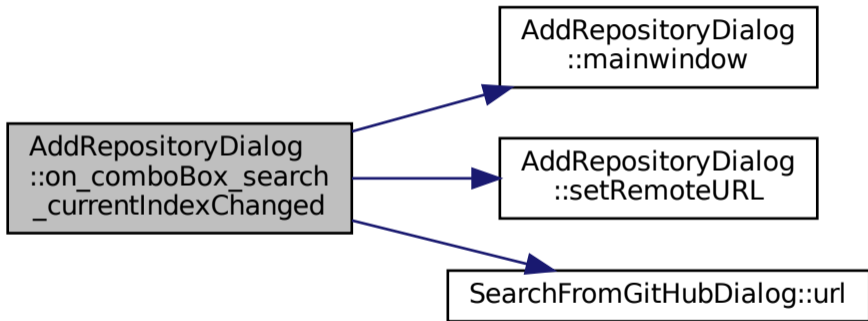 AddRepositoryDialog
::on_comboBox_search
_currentIndexChanged
AddRepositoryDialog
::mainwindow
AddRepositoryDialog
::setRemoteURL
SearchFromGitHubDialog::url